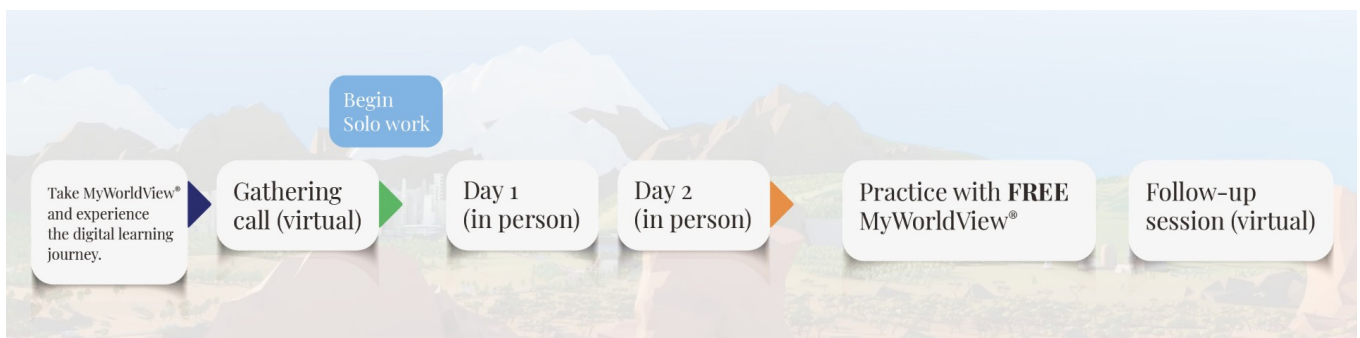 Begin
Solo work
Take MyWorldView®
and experience
the digital learning
journey.
Gathering
call (virtual)
Day 1
(in person)
Day 2
(in person)
Practice with FREE
MyWorldView®
Follow-up
session (virtual)